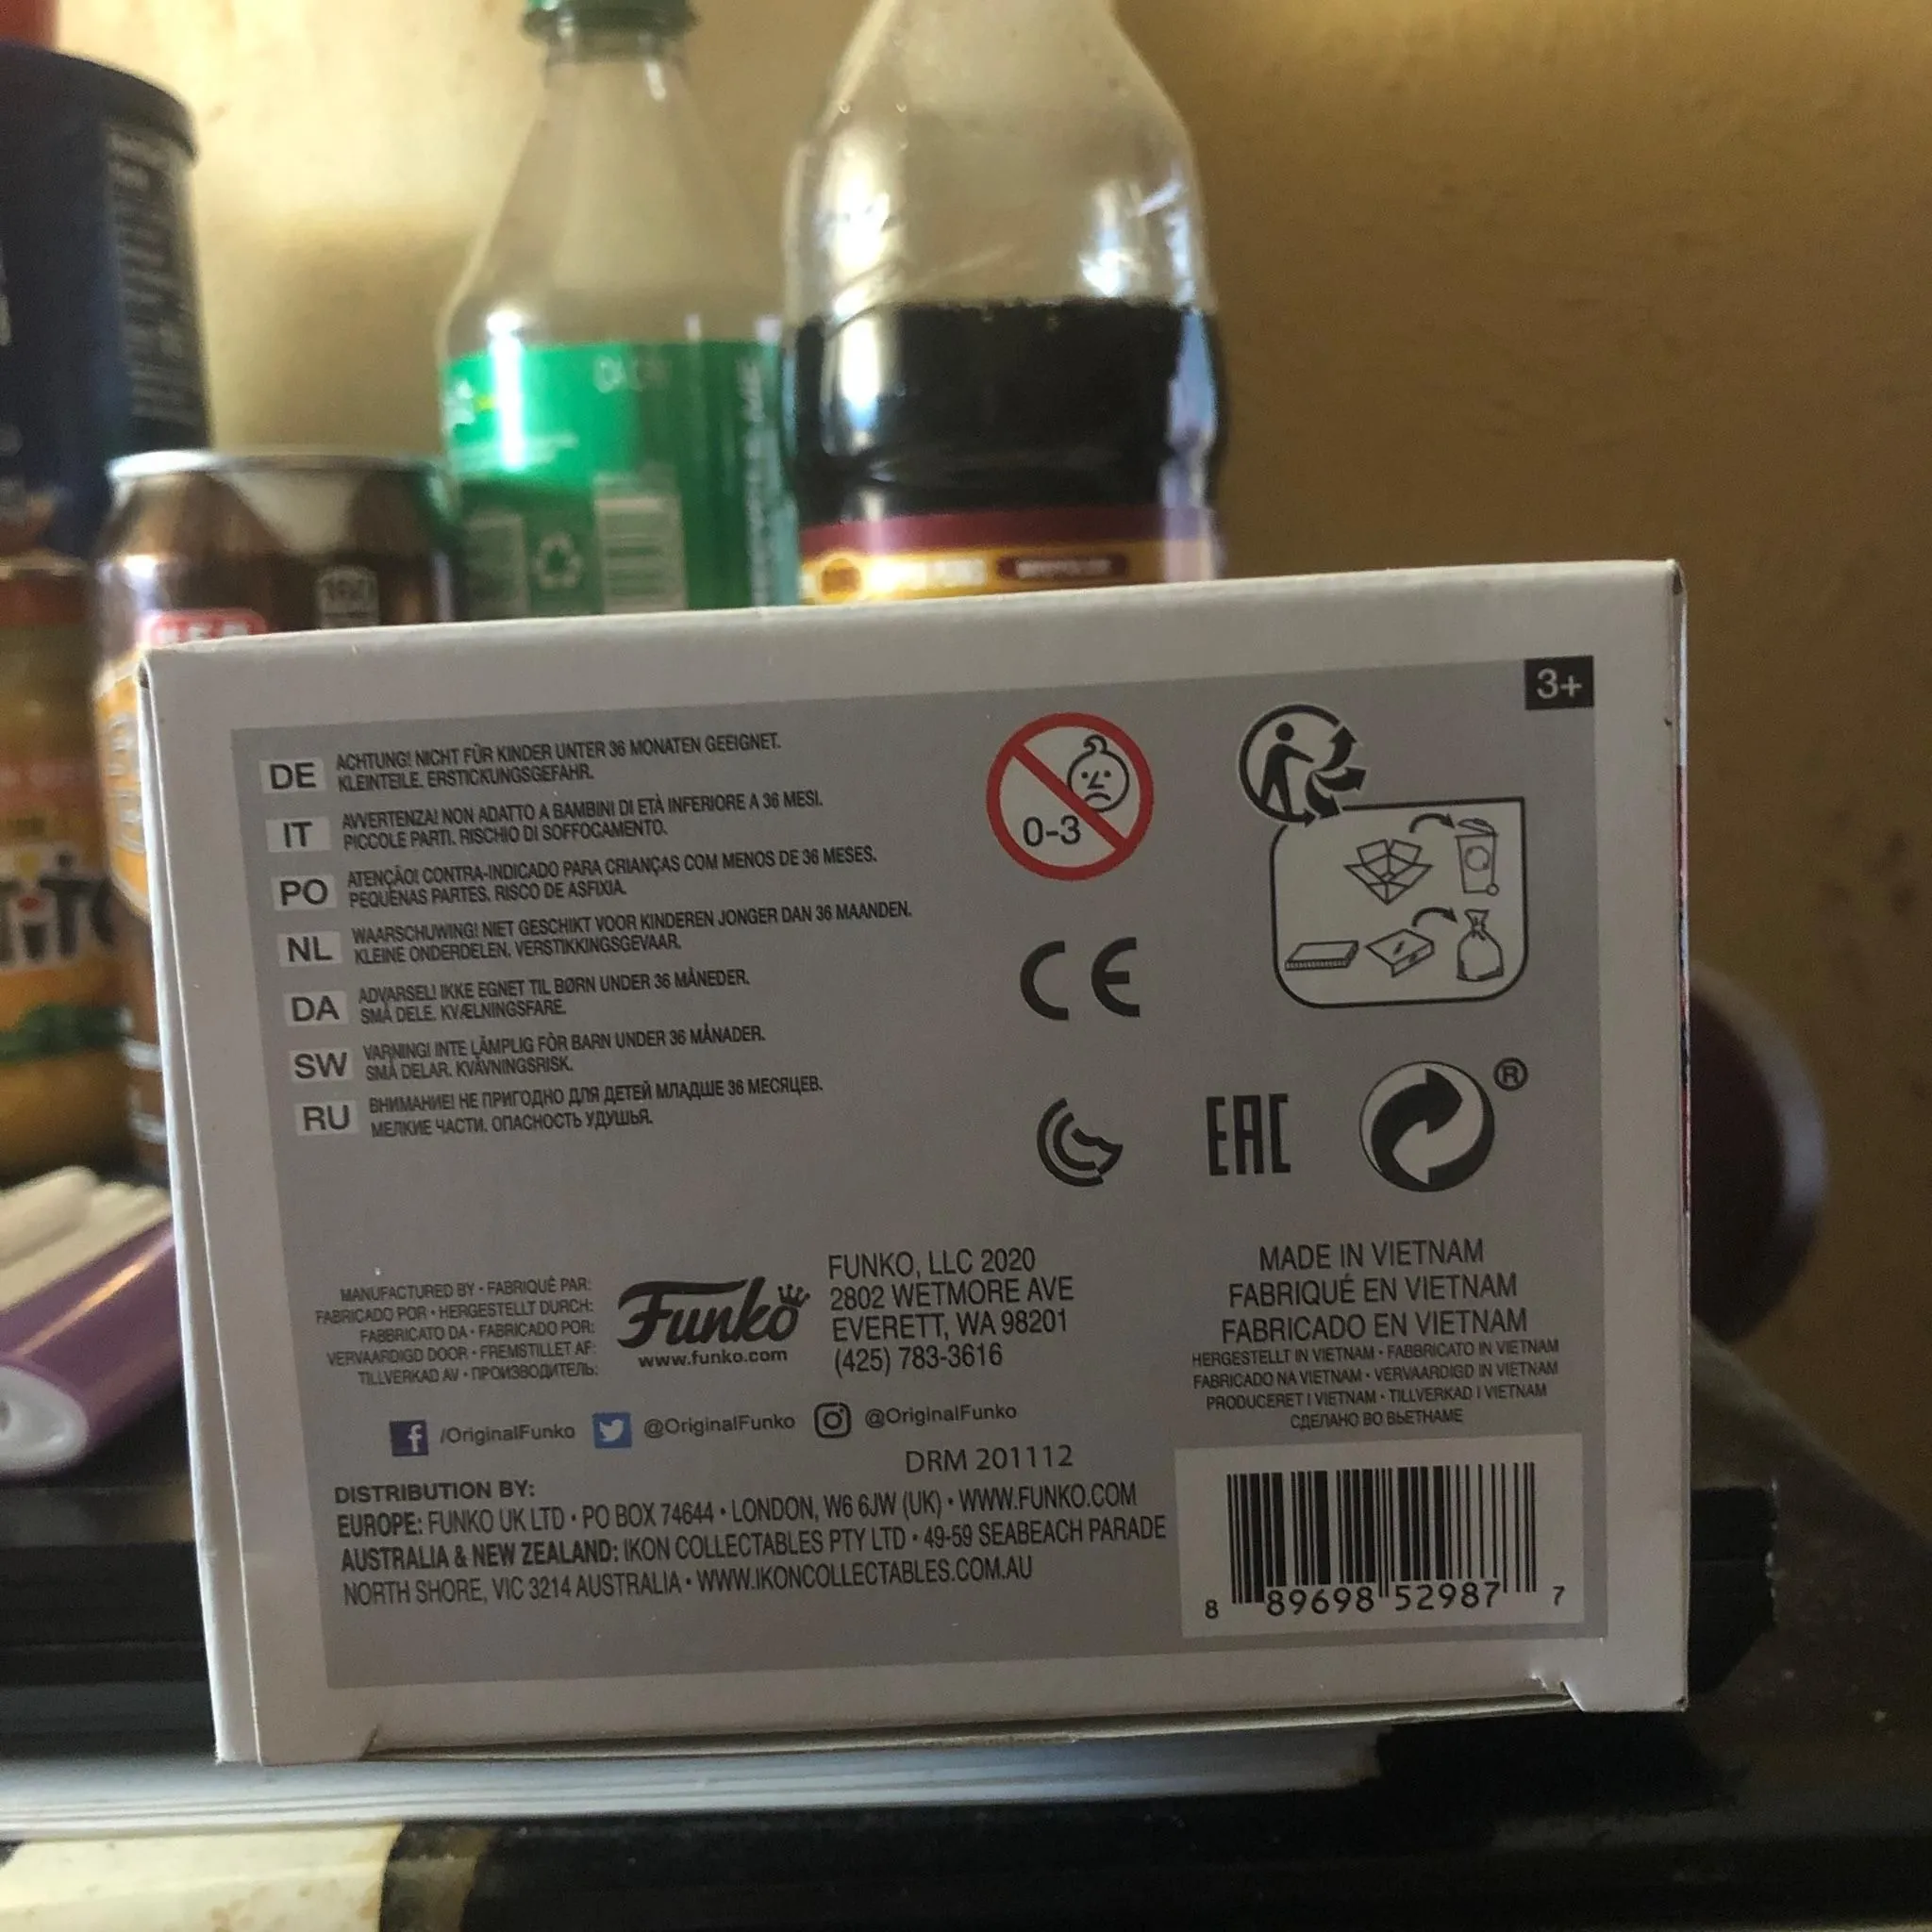 3+
DE
ACHTUNG! NICHT FÜR KINDER UNTER 36 MONATEN GEEIGNET.
KLEINTEILE. ERSTICKUNGSGEFAHR.
IT
AVVERTENZA! NON ADATTO A BAMBINI DI ETÀ INFERIORE A 36 MESI.
PICCOLE PARTI. RISCHIO DI SOFFOCAMENTO.
PO
ATENÇÃO! CONTRA-INDICADO PARA CRIANÇAS COM MENOS DE 36 MESES.
PEQUENAS PARTES. RISCO DE ASFIXIA.
NL
WAARSCHUWING! NIET GESCHIKT VOOR KINDEREN JONGER DAN 36 MAANDEN.
KLEINE ONDERDELEN. VERSTIKKINGSGEVAAR.
DA
ADVARSEL! IKKE EGNET TIL BØRN UNDER 36 MÅNEDER.
SMÅ DELE. KVÆLNINGSFARE.
SW
VARNING! INTE LÄMPLIG FÖR BARN UNDER 36 MÅNADER.
SMÅ DELAR. KVÄVNINGSRISK.
RU
ВНИМАНИЕ! НЕ ПРИГОДНО ДЛЯ ДЕТЕЙ МЛАДШЕ 36 МЕСЯЦЕВ.
МЕЛКИЕ ЧАСТИ. ОПАСНОСТЬ УДУШЬЯ.
0-3
CE
EAC
®
MANUFACTURED BY • FABRIQUÉ PAR:
FABRICADO POR • HERGESTELLT DURCH:
FABBRICATO DA • FABRICADO POR:
VERVAARDIGD DOOR • FREMSTILLET AF:
TILLVERKAD AV • ПРОИЗВОДИТЕЛЬ:
Funko
www.funko.com
FUNKO, LLC 2020
2802 WETMORE AVE
EVERETT, WA 98201
(425) 783-3616
MADE IN VIETNAM
FABRIQUÉ EN VIETNAM
FABRICADO EN VIETNAM
HERGESTELLT IN VIETNAM • FABBRICATO IN VIETNAM
FABRICADO NA VIETNAM • VERVAARDIGD IN VIETNAM
PRODUCERET I VIETNAM • TILLVERKAD I VIETNAM
СДЕЛАНО ВО ВЬЕТНАМЕ
f /OriginalFunko @OriginalFunko @OriginalFunko
DRM 201112
DISTRIBUTION BY:
EUROPE: FUNKO UK LTD • PO BOX 74644 • LONDON, W6 6JW (UK) • WWW.FUNKO.COM
AUSTRALIA & NEW ZEALAND: IKON COLLECTABLES PTY LTD • 49-59 SEABEACH PARADE
NORTH SHORE, VIC 3214 AUSTRALIA • WWW.IKONCOLLECTABLES.COM.AU
8 89698 52987 7